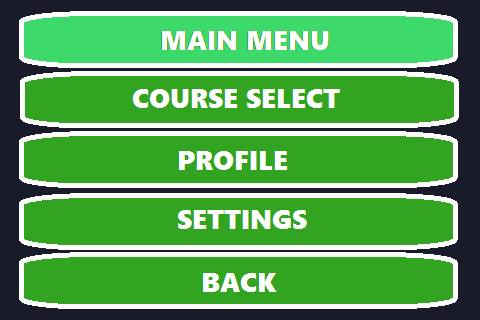 MAIN MENU
COURSE SELECT
PROFILE
SETTINGS
BACK